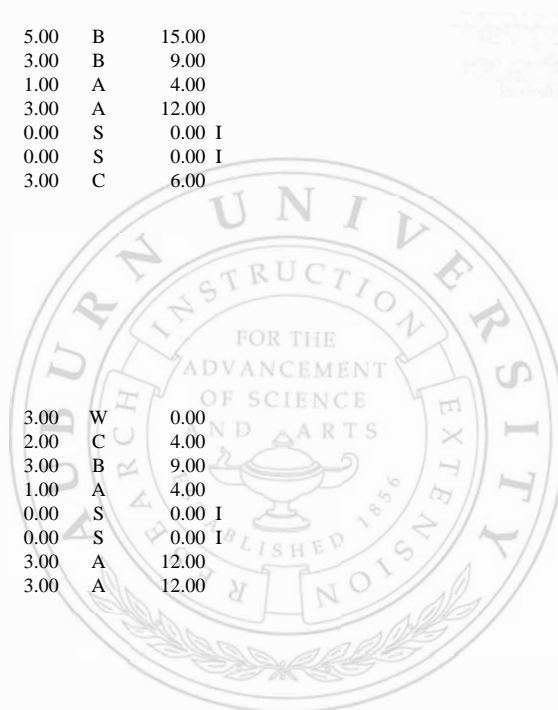 5.00 B 15.00
3.00 B 9.00
1.00 A 4.00
3.00 A 12.00
0.00 S 0.00 I
0.00 S 0.00 I
3.00 C 6.00
AUBURN UNIVERSITY
INSTRUCTION
EXTENSION
RESEARCH
FOR THE
ADVANCEMENT
OF SCIENCE
AND ARTS
ESTABLISHED 1856
3.00 W 0.00
2.00 C 4.00
3.00 B 9.00
1.00 A 4.00
0.00 S 0.00 I
0.00 S 0.00 I
3.00 A 12.00
3.00 A 12.00